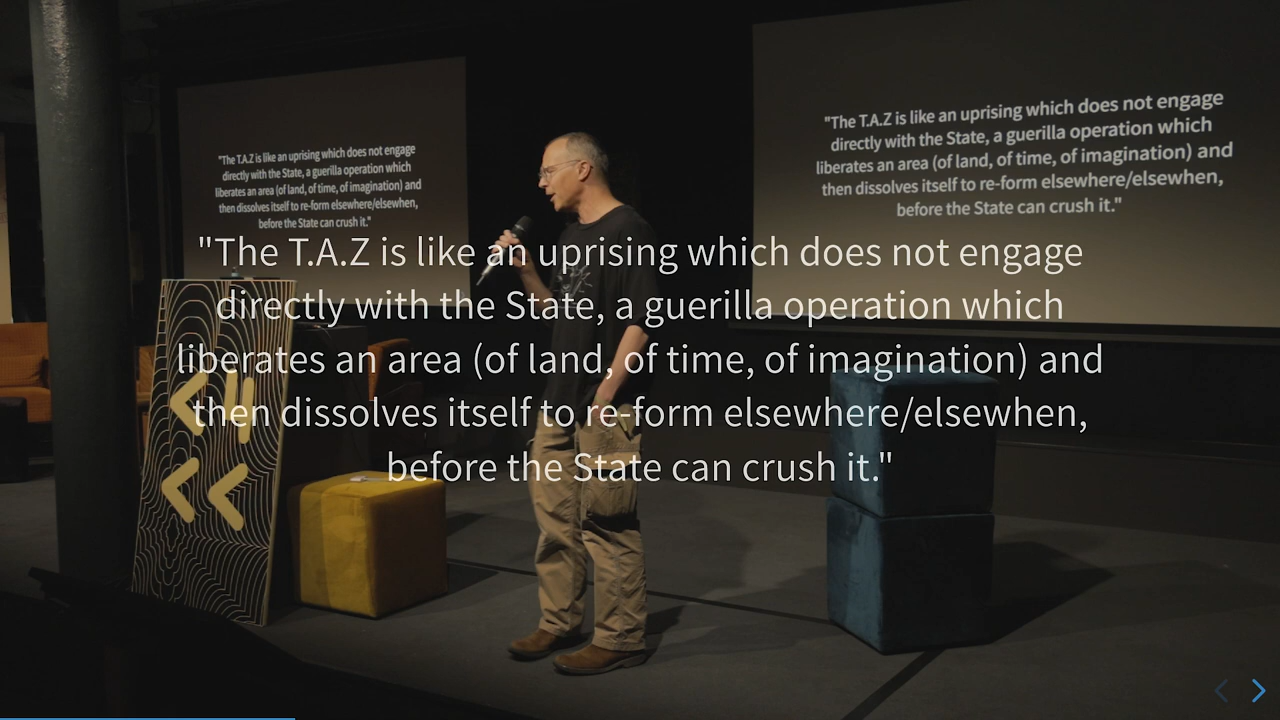 "The T.A.Z is like an uprising which does not engage
directly with the State, a guerilla operation which
liberates an area (of land, of time, of imagination) and
then dissolves itself to re-form elsewhere/elsewhen,
before the State can crush it."
"The T.A.Z is like an uprising which does not engage
directly with the State, a guerilla operation which
liberates an area (of land, of time, of imagination) and
then dissolves itself to re-form elsewhere/elsewhen,
before the State can crush it."
"The T.A.Z is like an uprising which does not engage
directly with the State, a guerilla operation which
liberates an area (of land, of time, of imagination) and
then dissolves itself to re-form elsewhere/elsewhen,
before the State can crush it."